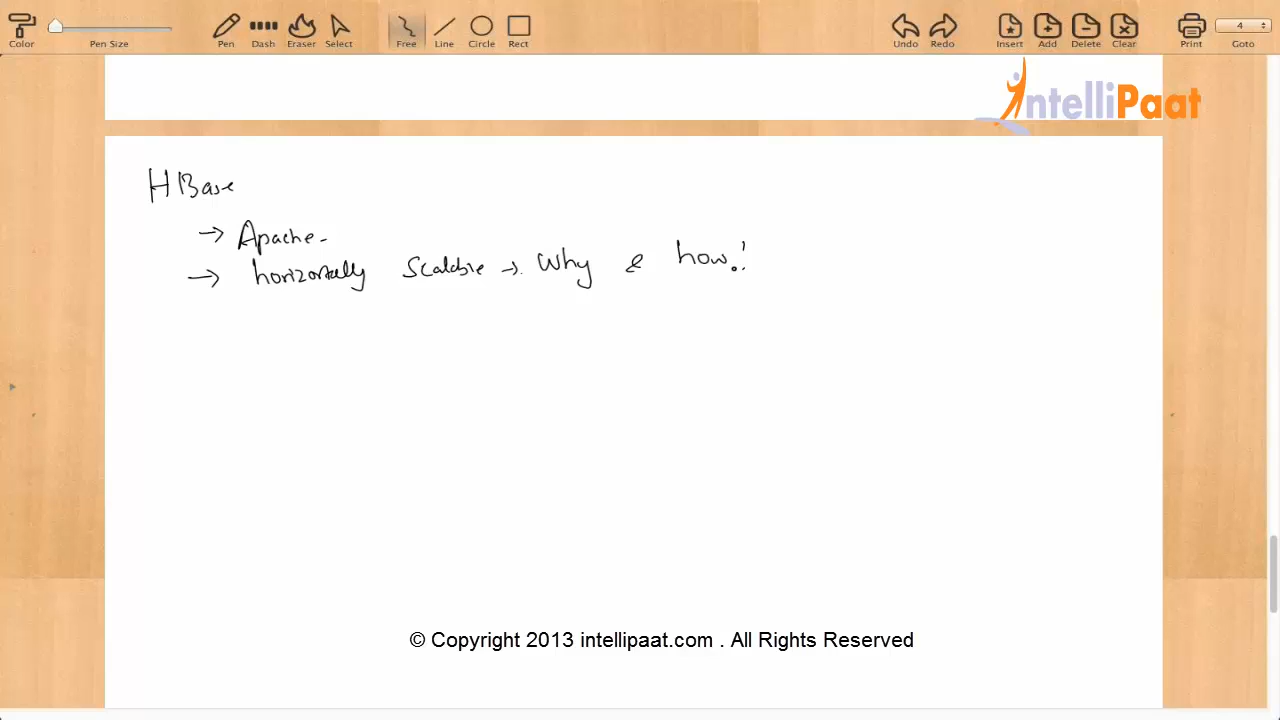 Color
Pen Size
Pen
Dash
Eraser
Select
Free
Line
Circle
Rect
Undo
Redo
Insert
Add
Delete
Clear
Print
4
Goto
intelliPaat
HBase
→ Apache -
→ horizontally Scalable → Why & how!
© Copyright 2013 intellipaat.com . All Rights Reserved